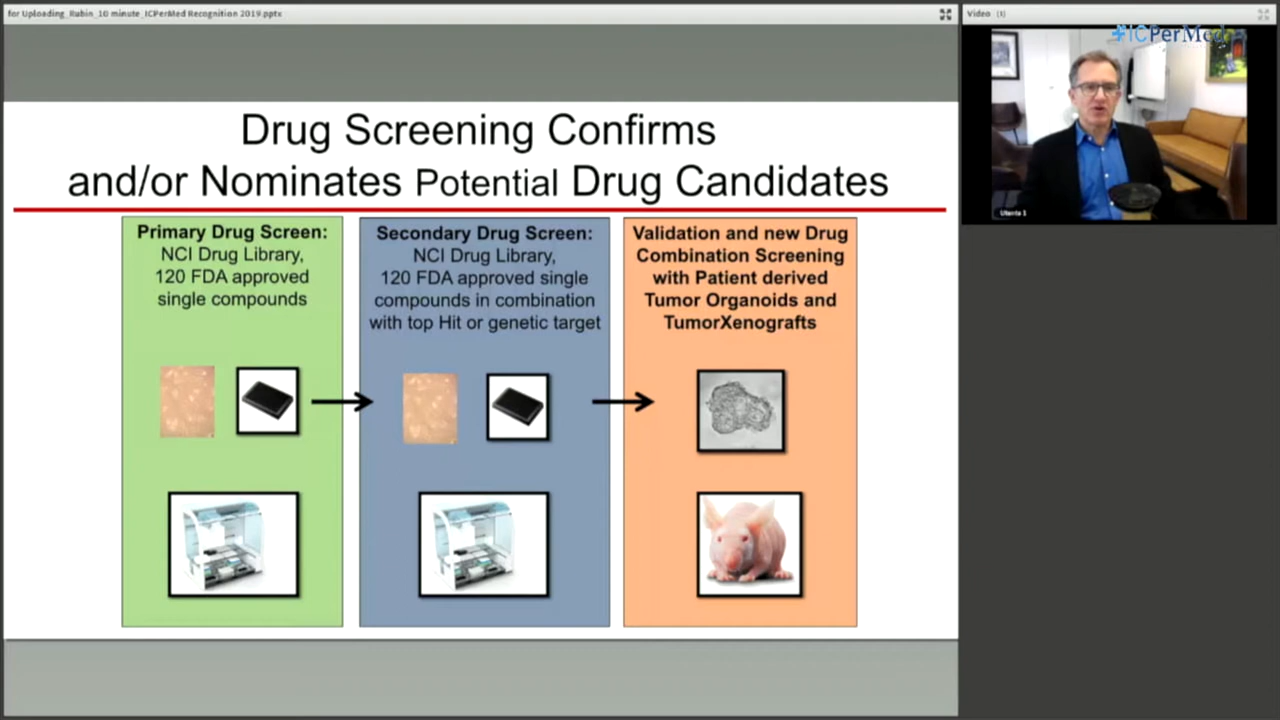 for Uploading_Rubin_10 minute_ICPerMed Recognition 2019.pptx
Video (1)
ICPerMed
Utente 1
Drug Screening Confirms
and/or Nominates Potential Drug Candidates
Primary Drug Screen:
NCI Drug Library,
120 FDA approved
single compounds
Secondary Drug Screen:
NCI Drug Library,
120 FDA approved single
compounds in combination
with top Hit or genetic target
Validation and new Drug
Combination Screening
with Patient derived
Tumor Organoids and
TumorXenografts